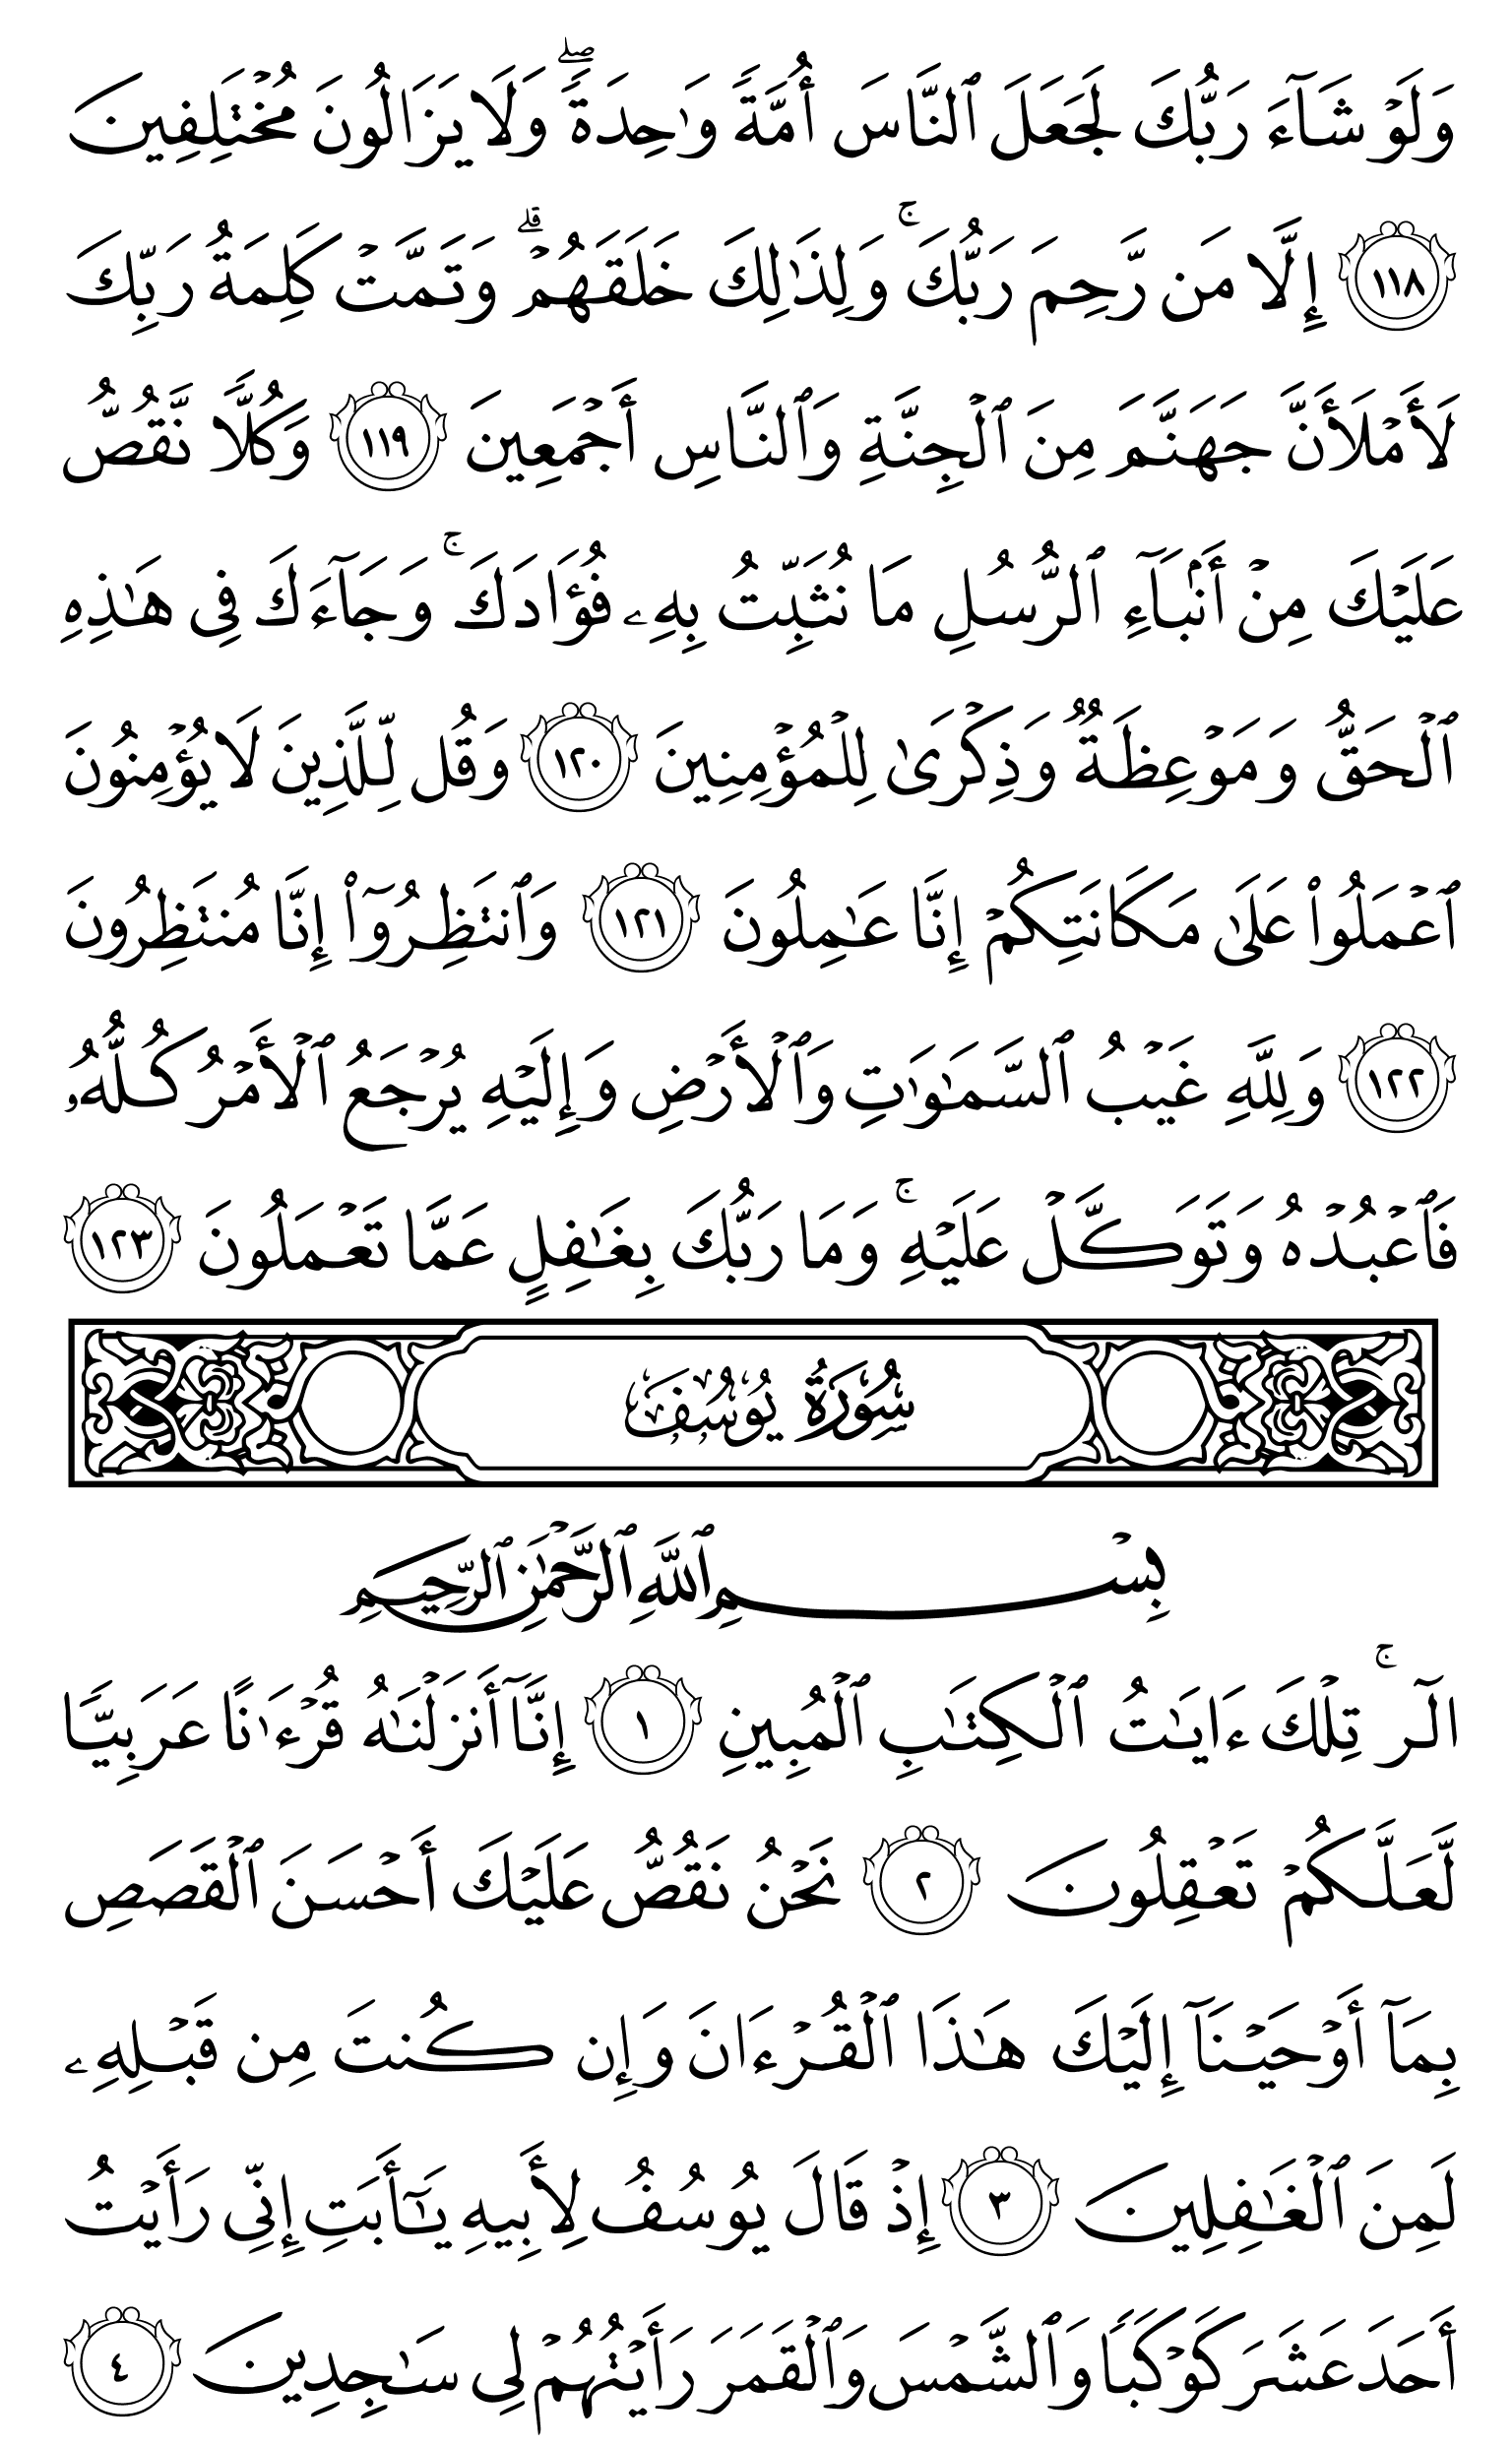 وَلَوْ شَآءَ رَبُّكَ لَجَعَلَ ٱلنَّاسَ أُمَّةً وَٰحِدَةً ۖ وَلَا يَزَالُونَ مُخْتَلِفِينَ
١١٨ إِلَّا مَن رَّحِمَ رَبُّكَ ۚ وَلِذَٰلِكَ خَلَقَهُمْ ۗ وَتَمَّتْ كَلِمَةُ رَبِّكَ
لَأَمْلَأَنَّ جَهَنَّمَ مِنَ ٱلْجِنَّةِ وَٱلنَّاسِ أَجْمَعِينَ ١١٩ وَكُلًّا نَّقُصُّ
عَلَيْكَ مِنْ أَنۢبَآءِ ٱلرُّسُلِ مَا نُثَبِّتُ بِهِۦ فُؤَادَكَ ۚ وَجَآءَكَ فِى هَٰذِهِ
ٱلْحَقُّ وَمَوْعِظَةٌ وَذِكْرَىٰ لِلْمُؤْمِنِينَ ١٢٠ وَقُل لِّلَّذِينَ لَا يُؤْمِنُونَ
ٱعْمَلُوا۟ عَلَىٰ مَكَانَتِكُمْ إِنَّا عَٰمِلُونَ ١٢١ وَٱنتَظِرُوٓا۟ إِنَّا مُنتَظِرُونَ
١٢٢ وَلِلَّهِ غَيْبُ ٱلسَّمَٰوَٰتِ وَٱلْأَرْضِ وَإِلَيْهِ يُرْجَعُ ٱلْأَمْرُ كُلُّهُۥ
فَٱعْبُدْهُ وَتَوَكَّلْ عَلَيْهِ ۚ وَمَا رَبُّكَ بِغَٰفِلٍ عَمَّا تَعْمَلُونَ ١٢٣
سُورَةُ يُوسُفَ
بِسْمِ ٱللَّهِ ٱلرَّحْمَٰنِ ٱلرَّحِيمِ
الٓر ۚ تِلْكَ ءَايَٰتُ ٱلْكِتَٰبِ ٱلْمُبِينِ ١ إِنَّآ أَنزَلْنَٰهُ قُرْءَٰنًا عَرَبِيًّا
لَّعَلَّكُمْ تَعْقِلُونَ ٢ نَحْنُ نَقُصُّ عَلَيْكَ أَحْسَنَ ٱلْقَصَصِ
بِمَآ أَوْحَيْنَآ إِلَيْكَ هَٰذَا ٱلْقُرْءَانَ وَإِن كُنتَ مِن قَبْلِهِۦ
لَمِنَ ٱلْغَٰفِلِينَ ٣ إِذْ قَالَ يُوسُفُ لِأَبِيهِ يَٰٓأَبَتِ إِنِّى رَأَيْتُ
أَحَدَ عَشَرَ كَوْكَبًا وَٱلشَّمْسَ وَٱلْقَمَرَ رَأَيْتُهُمْ لِى سَٰجِدِينَ ٤